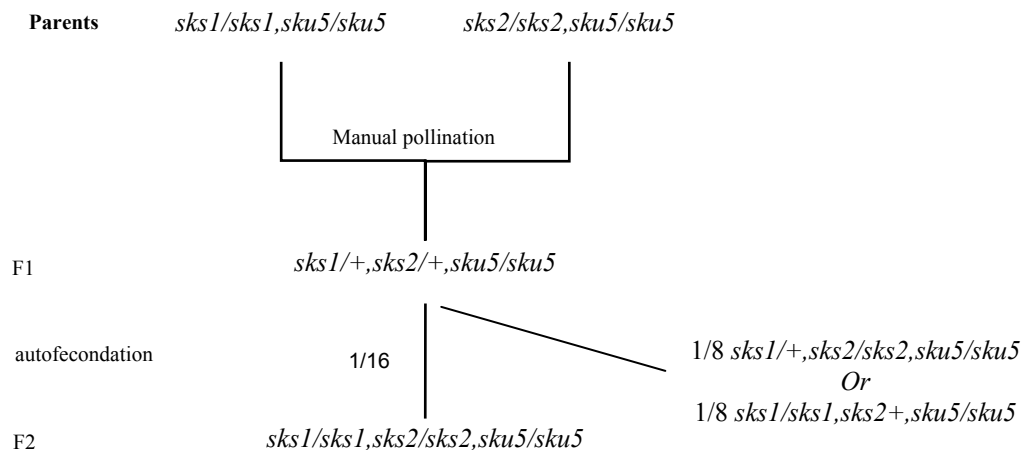 Parents sks1/sks1,sku5/sku5 sks2/sks2,sku5/sku5
Manual pollination
F1 sks1/+,sks2/+,sku5/sku5
autofecondation 1/16 1/8 sks1/+,sks2/sks2,sku5/sku5
Or
1/8 sks1/sks1,sks2+,sku5/sku5
F2 sks1/sks1,sks2/sks2,sku5/sku5